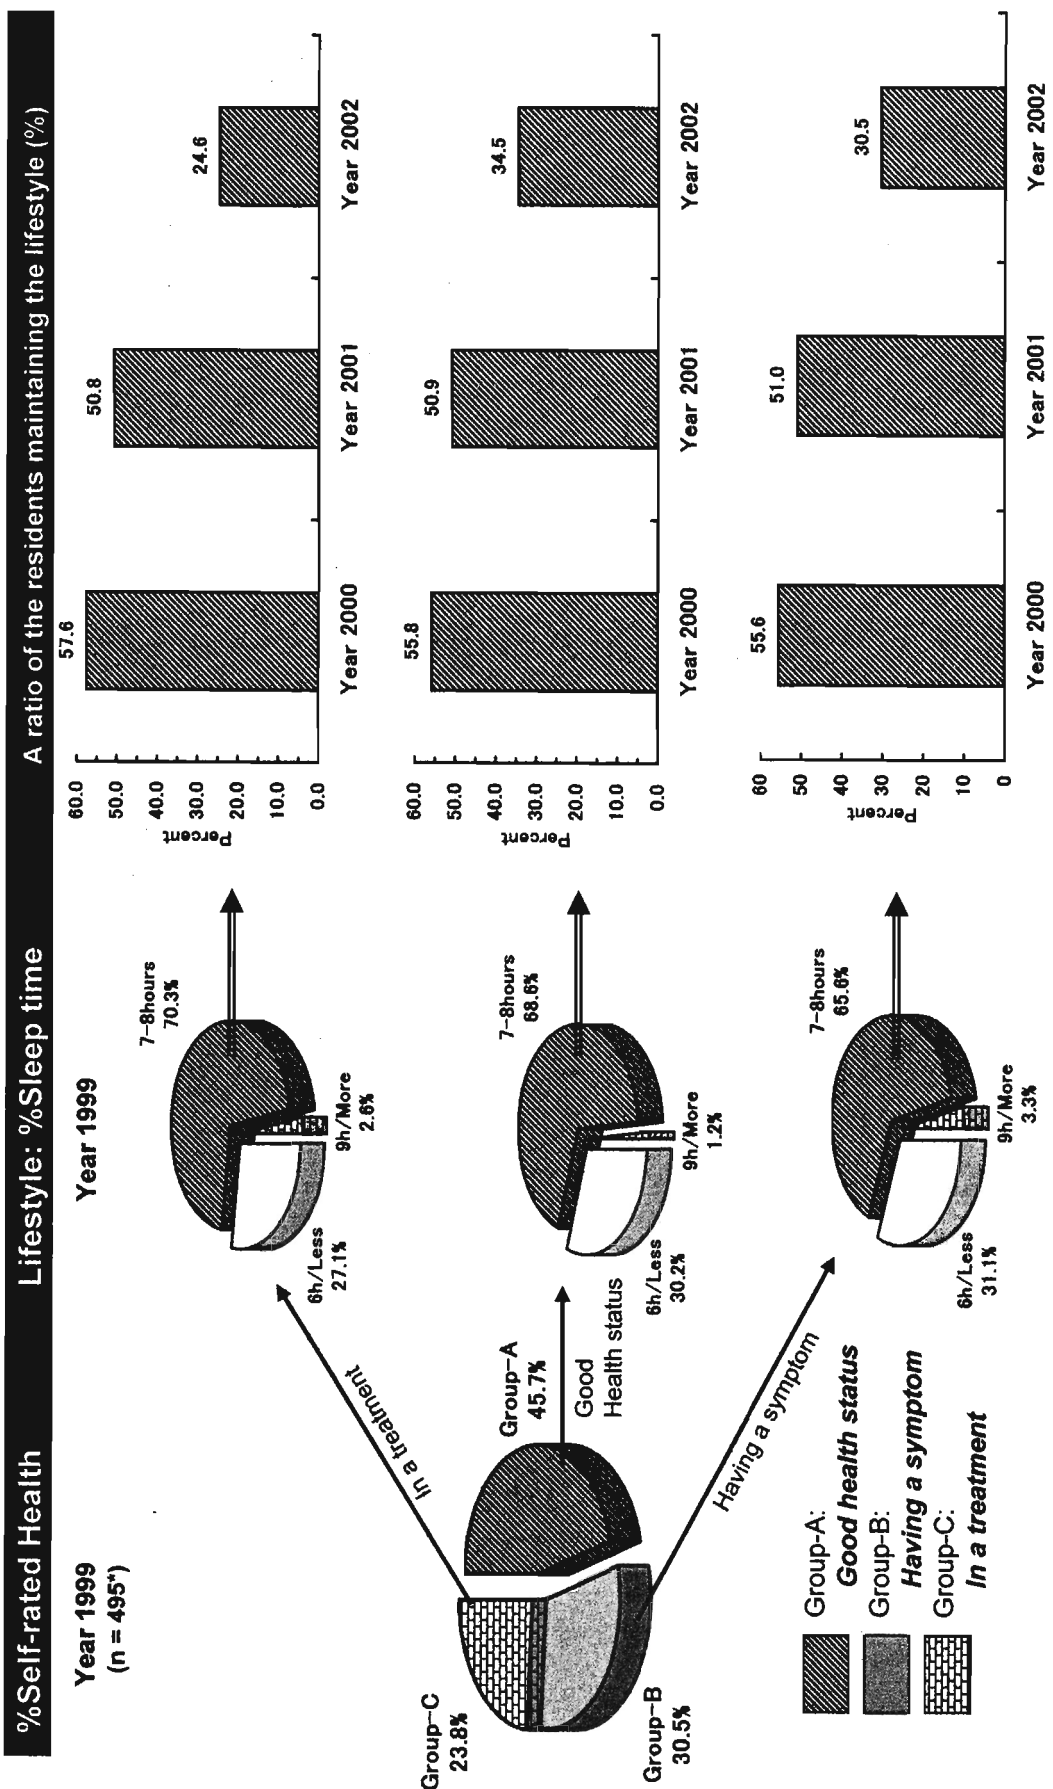 %Self-rated Health
Lifestyle: %Sleep time
A ratio of the residents maintaining the lifestyle (%)
Year 1999
(n = 495*)
Year 1999
Group-C
23.8%
Group-A
45.7%
Group-B
30.5%
In a treatment
Good
Health status
Having a symptom
7-8hours
70.3%
9h/More
2.6%
6h/Less
27.1%
7-8hours
68.6%
9h/More
1.2%
6h/Less
30.2%
7-8hours
65.6%
9h/More
3.3%
6h/Less
31.1%
Percent
60.0
50.0
40.0
30.0
20.0
10.0
0.0
57.6
50.8
24.6
Year 2000
Year 2001
Year 2002
Percent
60.0
50.0
40.0
30.0
20.0
10.0
0.0
55.8
50.9
34.5
Year 2000
Year 2001
Year 2002
Percent
60
50
40
30
20
10
0
55.6
51.0
30.5
Year 2000
Year 2001
Year 2002
Group-A:
Good health status
Group-B:
Having a symptom
Group-C:
In a treatment